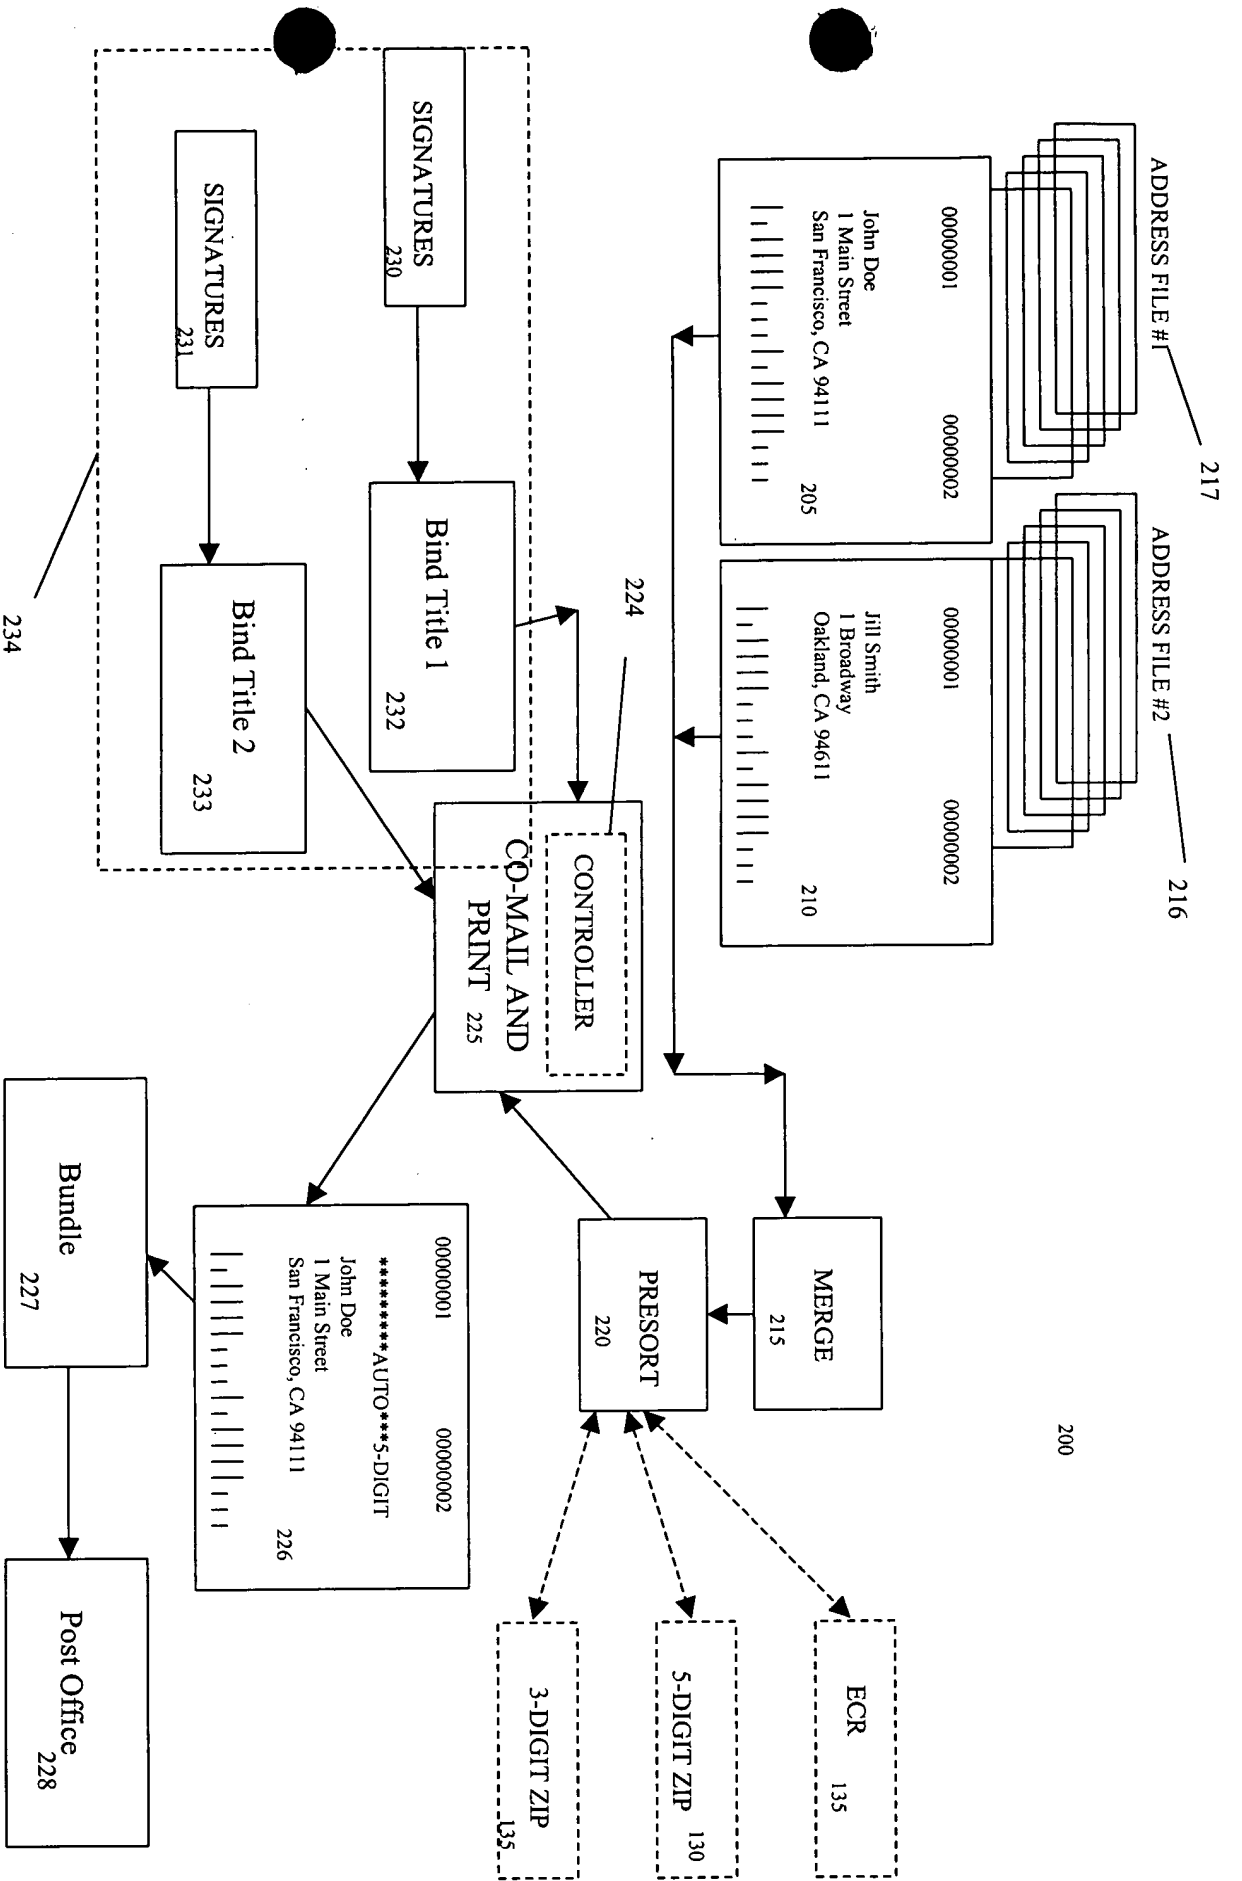 200
ADDRESS FILE #1
217
ADDRESS FILE #2
216
00000001 00000002
John Doe
1 Main Street
San Francisco, CA 94111
205
00000001 00000002
Jill Smith
1 Broadway
Oakland, CA 94611
210
MERGE
215
PRESORT
220
ECR
135
5-DIGIT ZIP
130
3-DIGIT ZIP
135
224
CONTROLLER
CO-MAIL AND
PRINT 225
SIGNATURES
230
Bind Title 1
232
SIGNATURES
231
Bind Title 2
233
234
00000001 00000002
*********AUTO***5-DIGIT
John Doe
1 Main Street
San Francisco, CA 94111
226
Bundle
227
Post Office
228